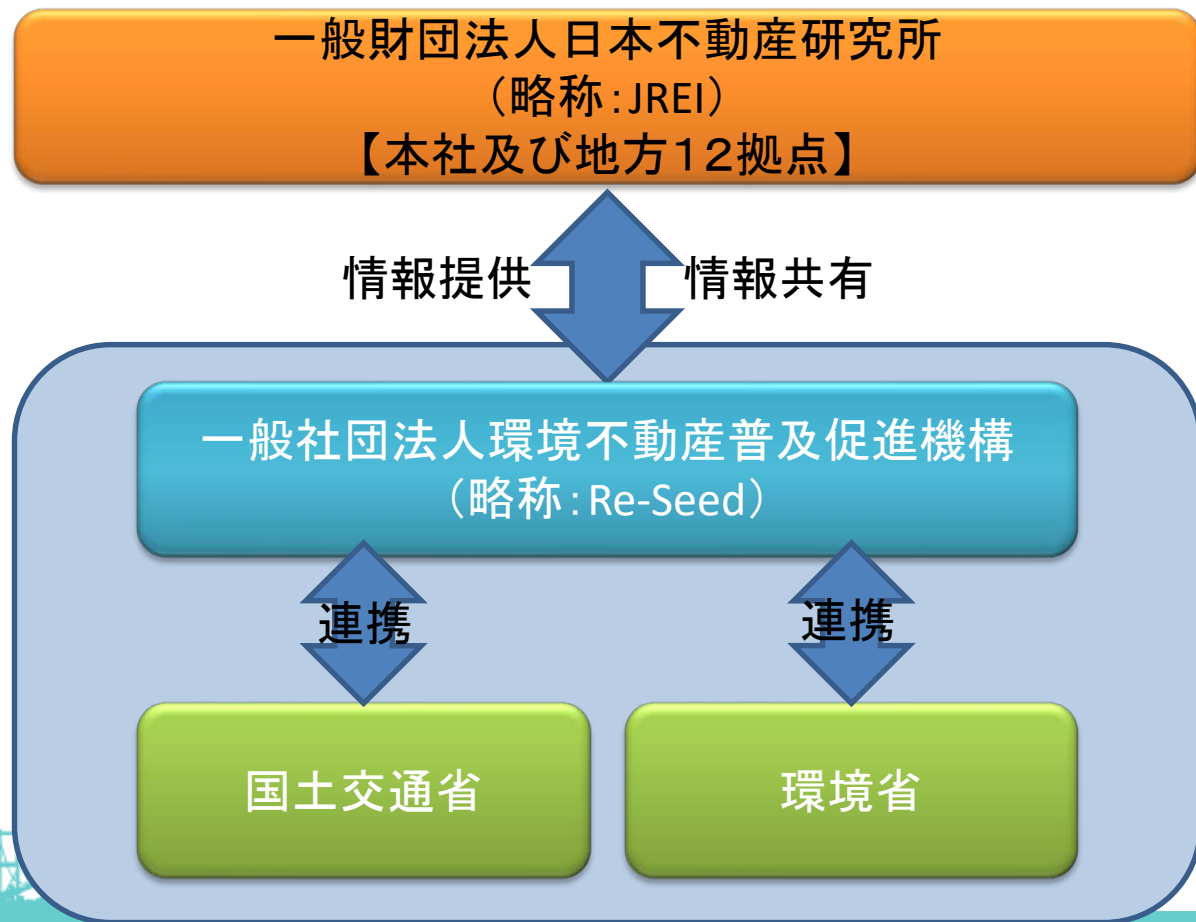 一般財団法人日本不動産研究所
（略称：JREI）
【本社及び地方１２拠点】
情報提供
情報共有
一般社団法人環境不動産普及促進機構
（略称：Re-Seed）
連携
連携
国土交通省
環境省